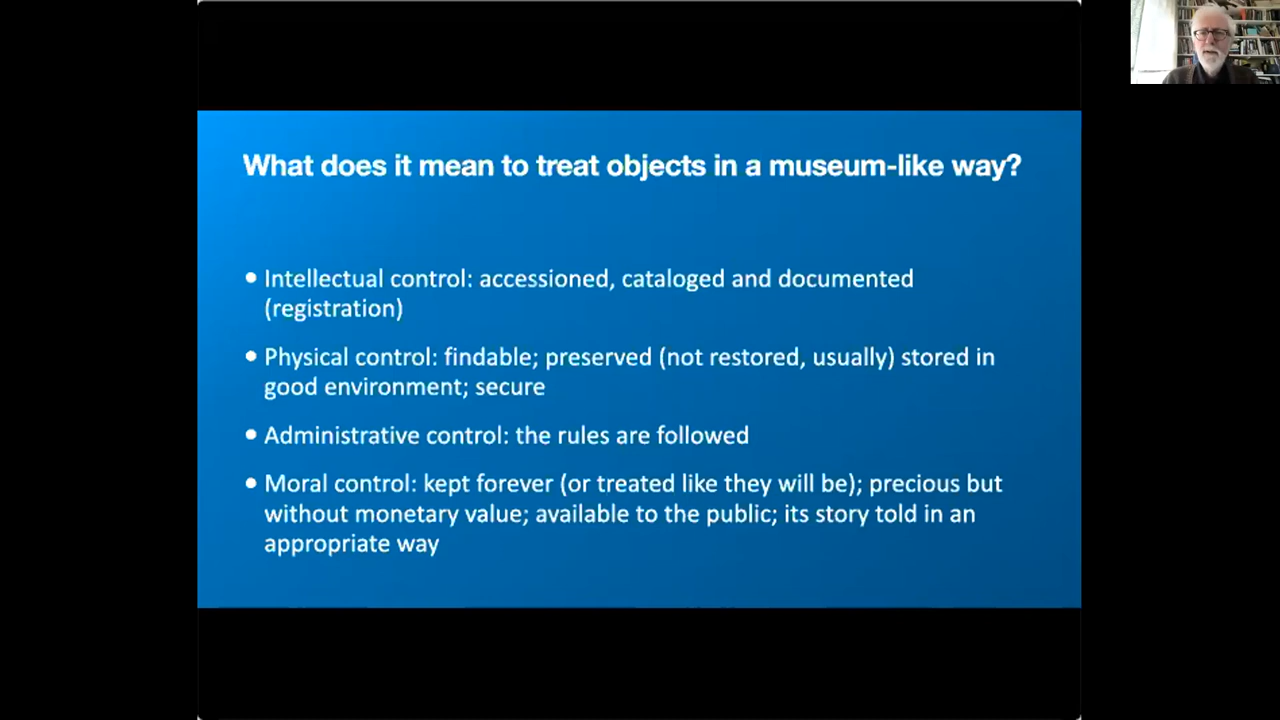 What does it mean to treat objects in a museum-like way?
• Intellectual control: accessioned, cataloged and documented
(registration)
• Physical control: findable; preserved (not restored, usually) stored in
good environment; secure
• Administrative control: the rules are followed
• Moral control: kept forever (or treated like they will be); precious but
without monetary value; available to the public; its story told in an
appropriate way